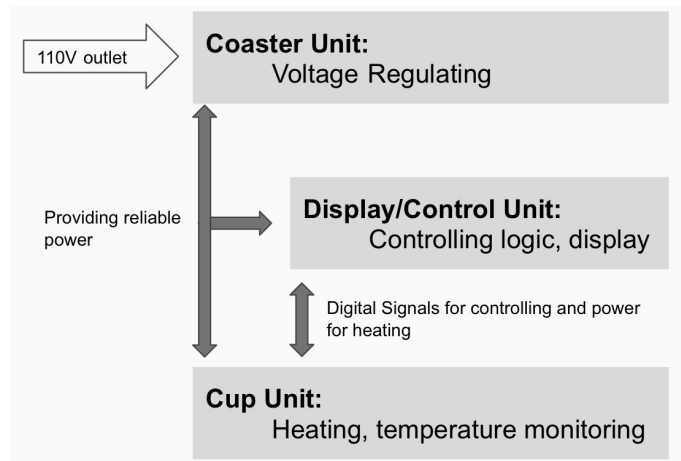 110V outlet
Coaster Unit:
Voltage Regulating
Providing reliable
power
Display/Control Unit:
Controlling logic, display
Digital Signals for controlling and power
for heating
Cup Unit:
Heating, temperature monitoring